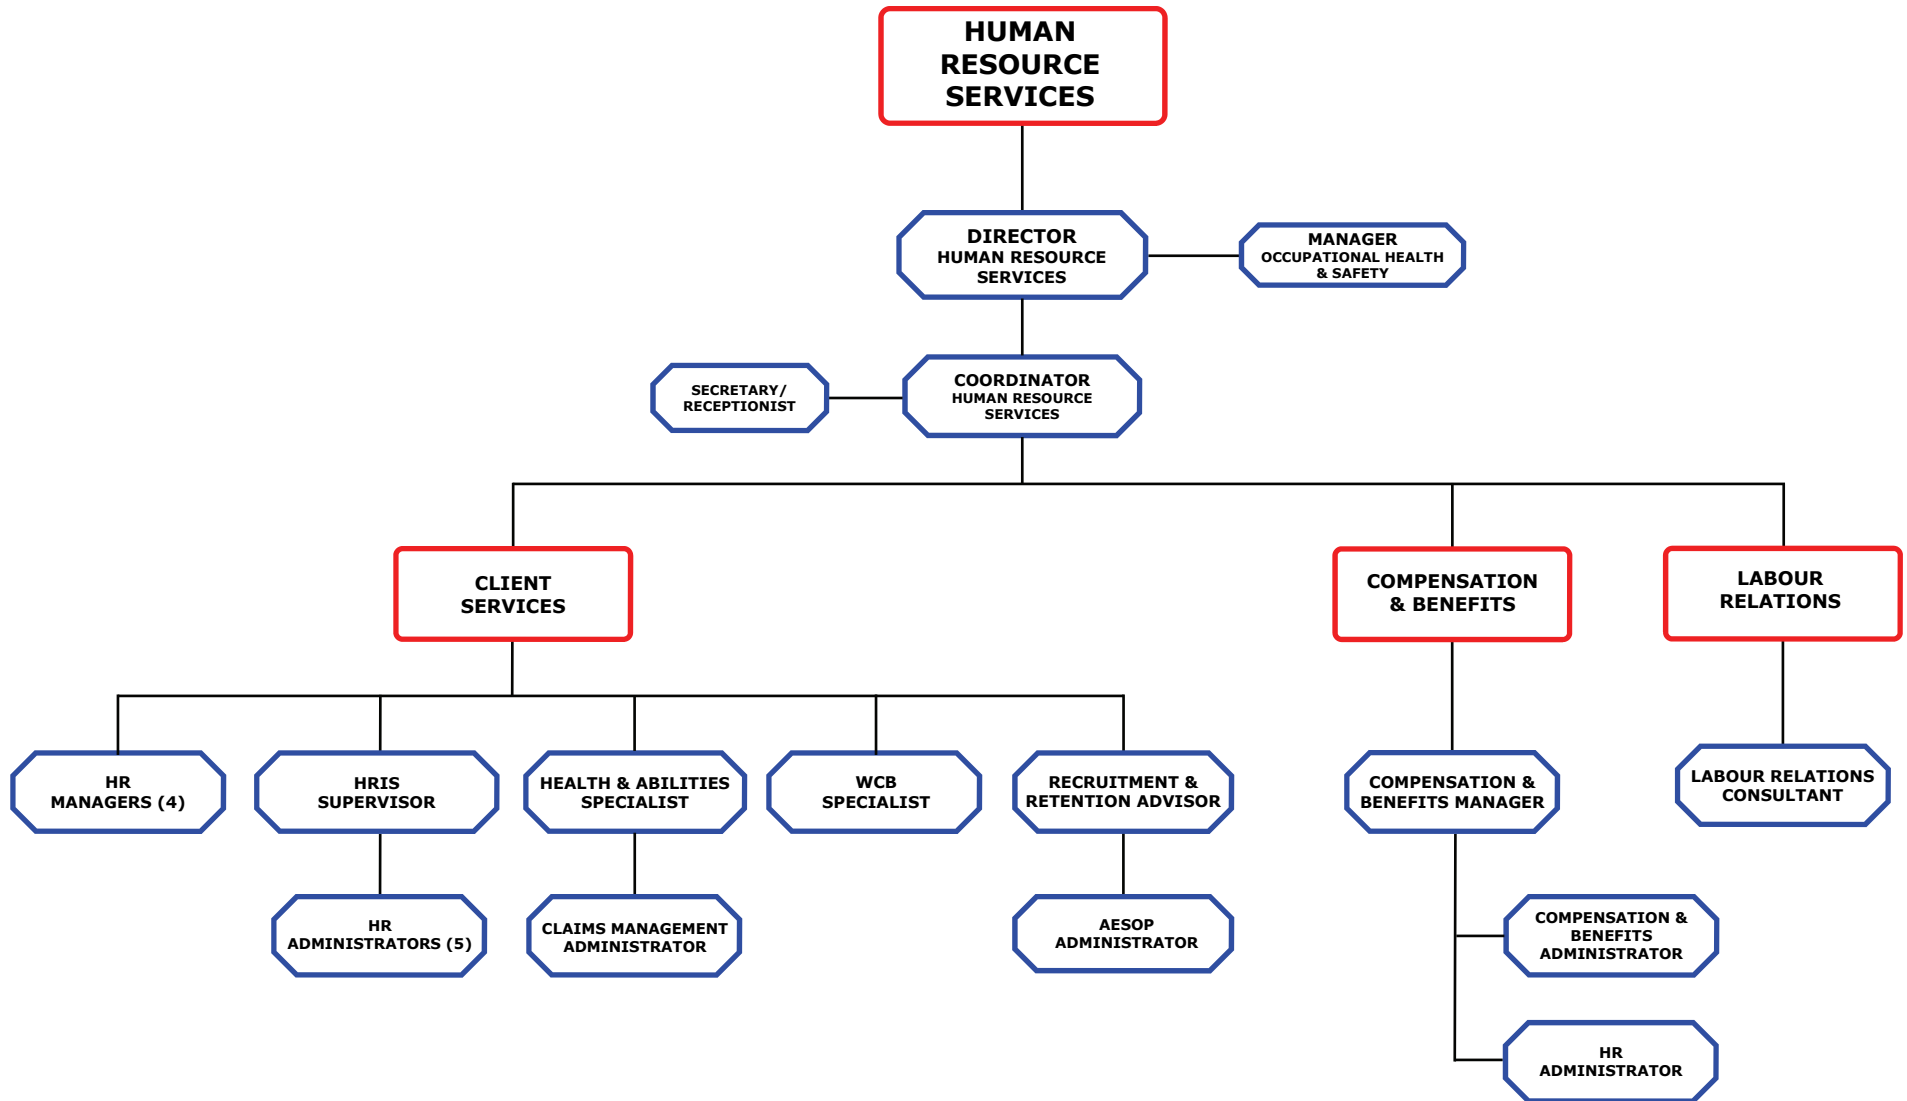 HUMAN
RESOURCE
SERVICES
DIRECTOR
HUMAN RESOURCE
SERVICES
MANAGER
OCCUPATIONAL HEALTH
& SAFETY
SECRETARY/
RECEPTIONIST
COORDINATOR
HUMAN RESOURCE
SERVICES
CLIENT
SERVICES
COMPENSATION
& BENEFITS
LABOUR
RELATIONS
HR
MANAGERS (4)
HRIS
SUPERVISOR
HEALTH & ABILITIES
SPECIALIST
WCB
SPECIALIST
RECRUITMENT &
RETENTION ADVISOR
COMPENSATION &
BENEFITS MANAGER
LABOUR RELATIONS
CONSULTANT
HR
ADMINISTRATORS (5)
CLAIMS MANAGEMENT
ADMINISTRATOR
AESOP
ADMINISTRATOR
COMPENSATION &
BENEFITS
ADMINISTRATOR
HR
ADMINISTRATOR